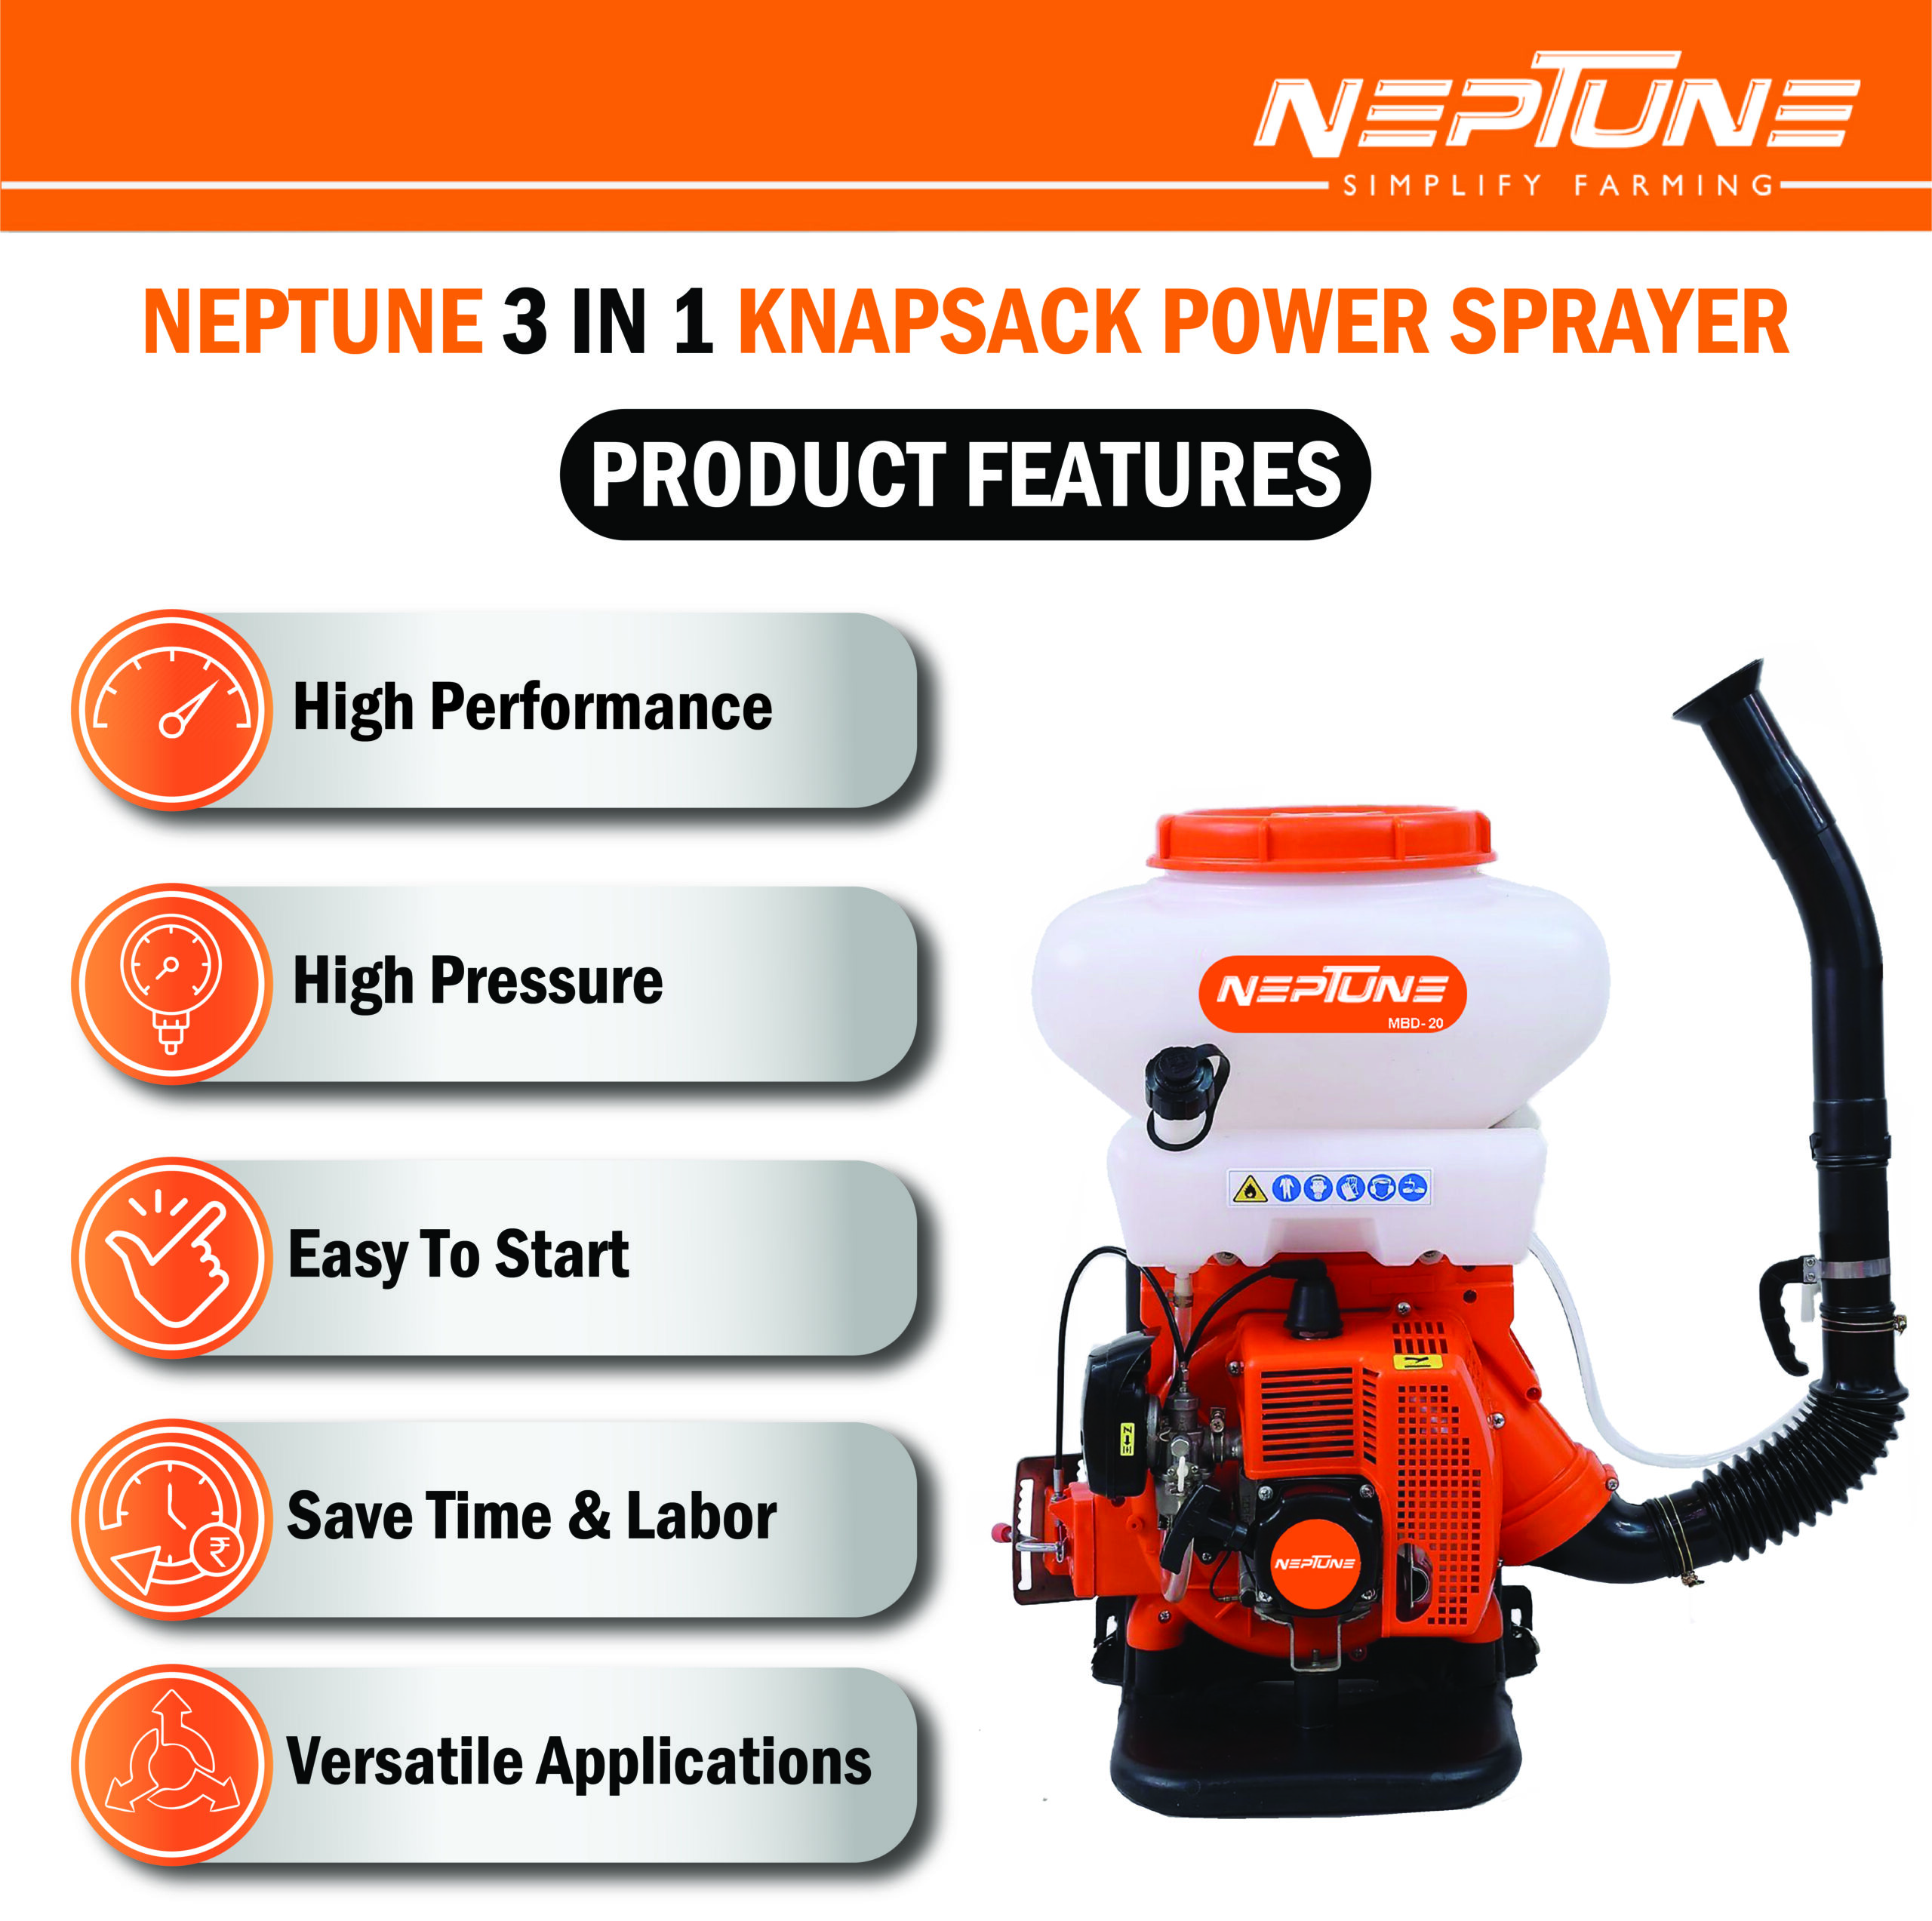 NEPTUNE
SIMPLIFY FARMING
NEPTUNE 3 IN 1 KNAPSACK POWER SPRAYER
PRODUCT FEATURES
High Performance
High Pressure
Easy To Start
₹
Save Time & Labor
Versatile Applications
NEPTUNE
MBD- 20
NEPTUNE